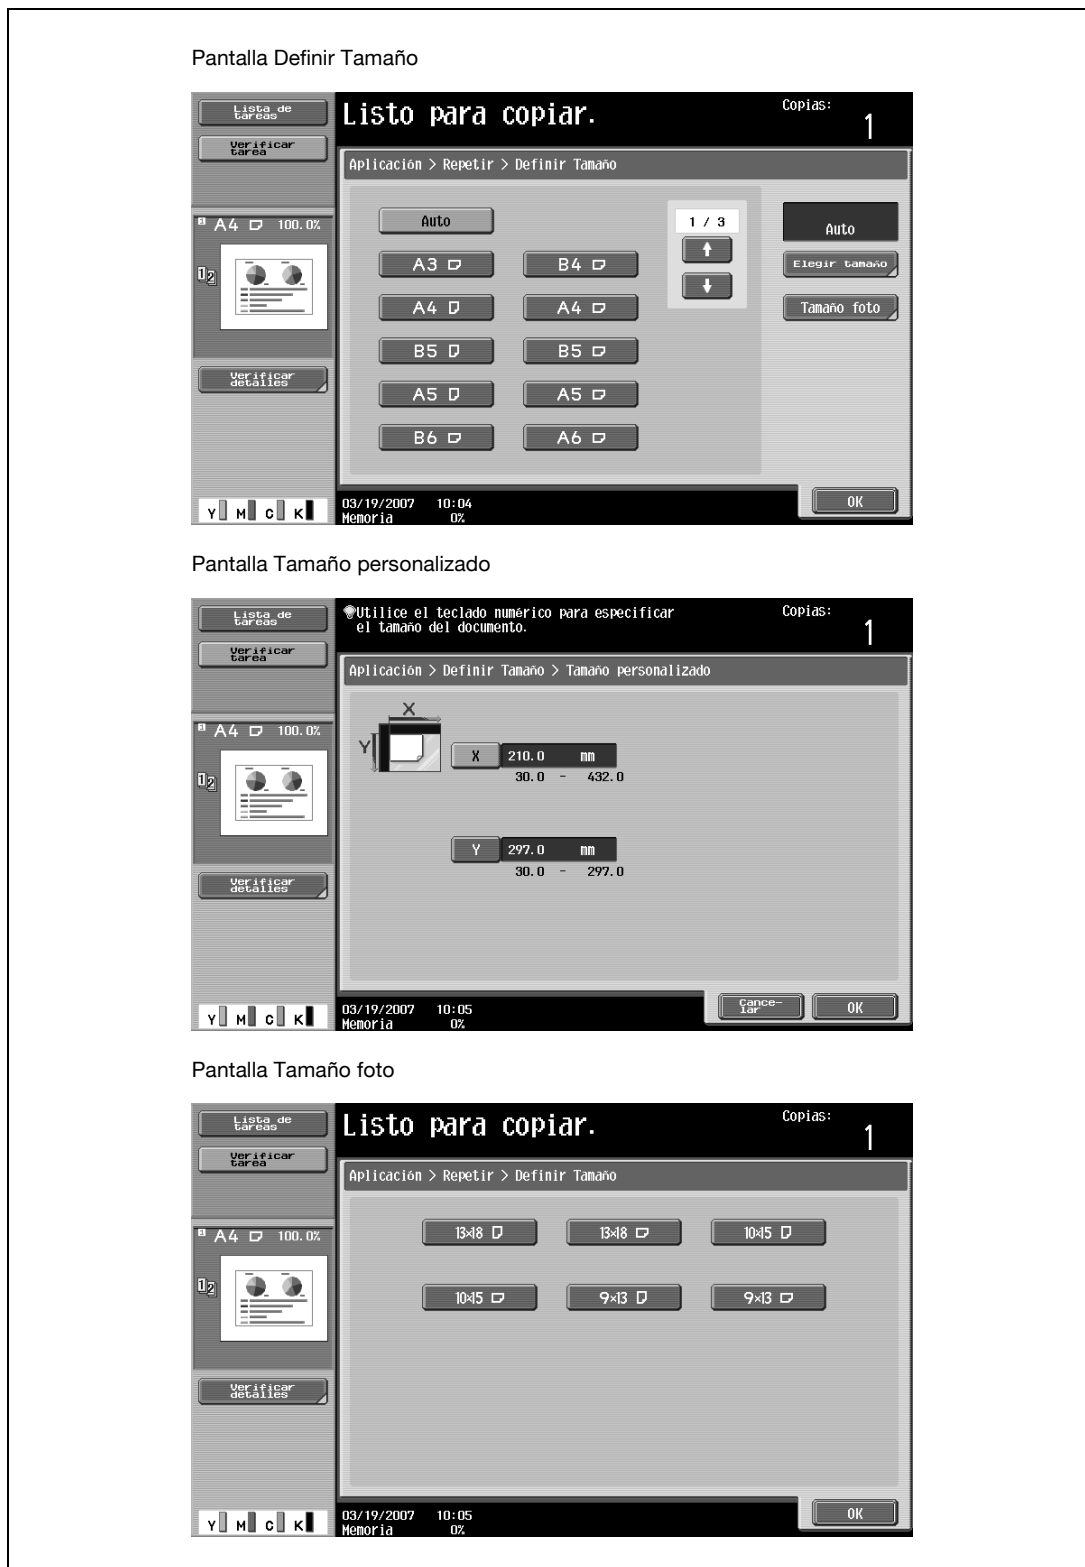 Pantalla Definir Tamaño
Lista de
tareas
Verificar
tarea
Listo para copiar.
Copias:
1
Aplicación > Repetir > Definir Tamaño
A4 100.0%
12
Auto
1 / 3
Auto
A3
B4
Elegir tamaño
A4
A4
Tamaño foto
B5
B5
Verificar
detalles
A5
A5
B6
A6
Y M C K
03/19/2007 10:04
Memoria 0%
OK
Pantalla Tamaño personalizado
Lista de
tareas
Verificar
tarea
Utilice el teclado numérico para especificar
el tamaño del documento.
Copias:
1
Aplicación > Definir Tamaño > Tamaño personalizado
A4 100.0%
12
X
Y
X 210.0 mm
30.0 - 432.0
Y 297.0 mm
30.0 - 297.0
Verificar
detalles
Y M C K
03/19/2007 10:05
Memoria 0%
Cance-
lar
OK
Pantalla Tamaño foto
Lista de
tareas
Verificar
tarea
Listo para copiar.
Copias:
1
Aplicación > Repetir > Definir Tamaño
A4 100.0%
12
13×18
13×18
10×15
10×15
9×13
9×13
Verificar
detalles
Y M C K
03/19/2007 10:05
Memoria 0%
OK